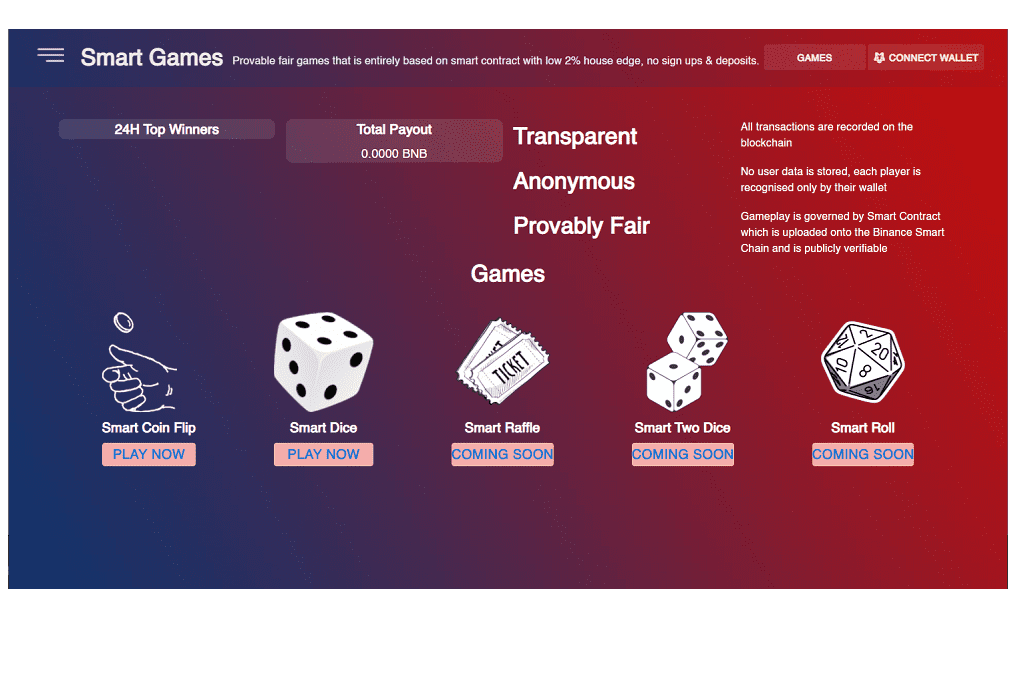 Smart Games
Provable fair games that is entirely based on smart contract with low 2% house edge, no sign ups & deposits.
GAMES
CONNECT WALLET
24H Top Winners
Total Payout
0.0000 BNB
Transparent
Anonymous
Provably Fair
All transactions are recorded on the
blockchain
No user data is stored, each player is
recognised only by their wallet
Gameplay is governed by Smart Contract
which is uploaded onto the Binance Smart
Chain and is publicly verifiable
Games
TICKET
2
20
10
8
16
Smart Coin Flip
Smart Dice
Smart Raffle
Smart Two Dice
Smart Roll
PLAY NOW
PLAY NOW
COMING SOON
COMING SOON
COMING SOON